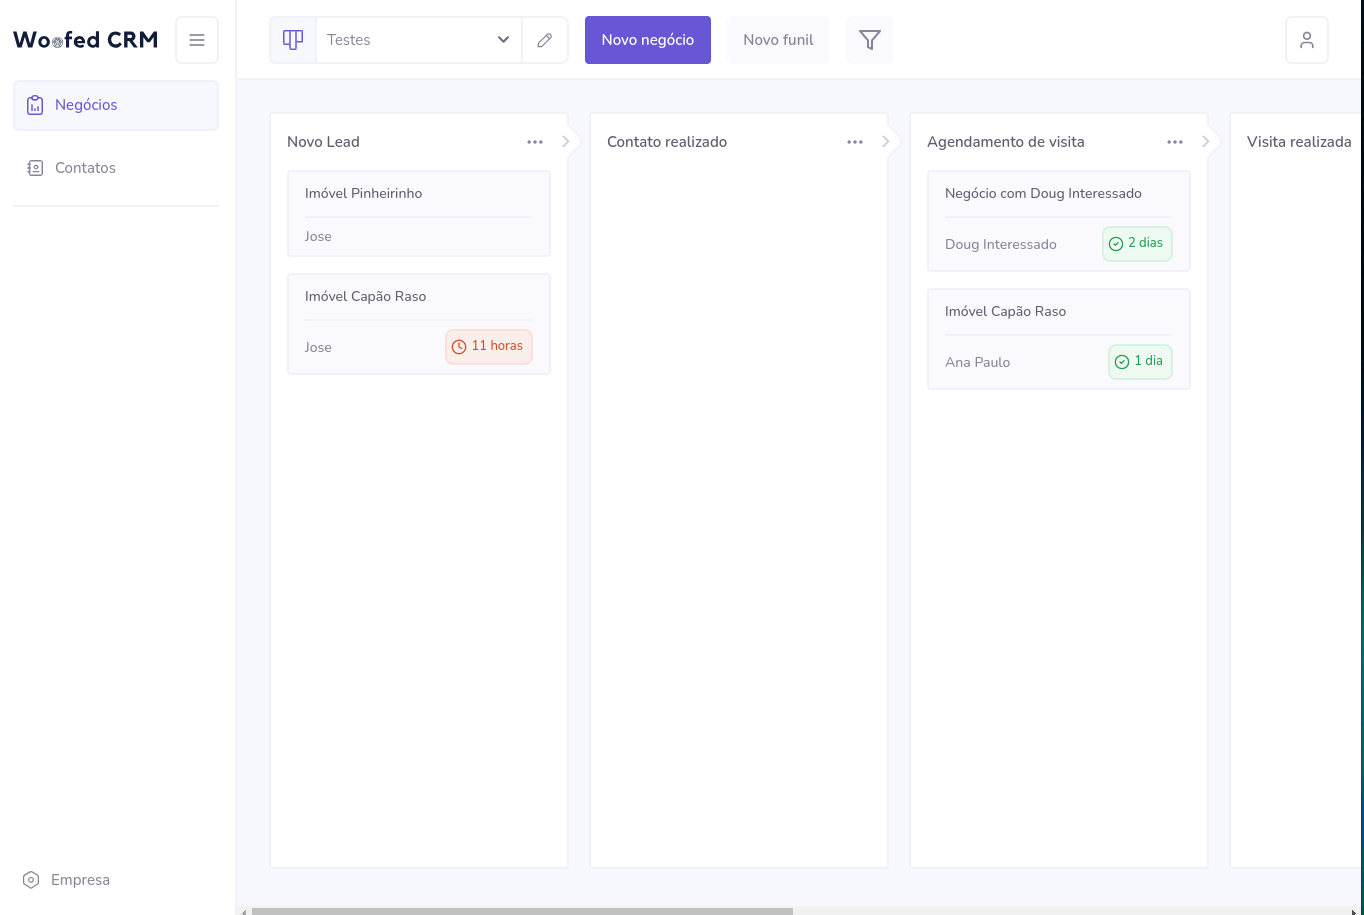 Woofed CRM
Testes
Novo negócio
Novo funil
Negócios
Contatos
Empresa
Novo Lead
Imóvel Pinheirinho
Jose
Imóvel Capão Raso
Jose
11 horas
Contato realizado
Agendamento de visita
Negócio com Doug Interessado
Doug Interessado
2 dias
Imóvel Capão Raso
Ana Paulo
1 dia
Visita realizada